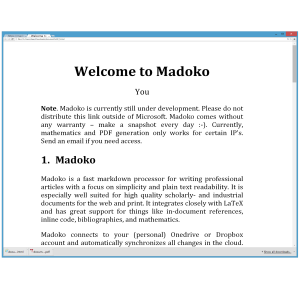 Welcome to Madoko
You
Note. Madoko is currently still under development. Please do not
distribute this link outside of Microsoft. Madoko comes without
any warranty – make a snapshot every day :-). Currently,
mathematics and PDF generation only works for certain IP's.
Send an email if you need access.
1. Madoko
Madoko is a fast markdown processor for writing professional
articles with a focus on simplicity and plain text readability. It is
especially well suited for high quality scholarly- and industrial
documents for the web and print. It integrates closely with LaTeX
and has great support for things like in-document references,
inline code, bibliographies, and mathematics.
Madoko connects to your (personal) Onedrive or Dropbox
account and automatically synchronizes all changes in the cloud.